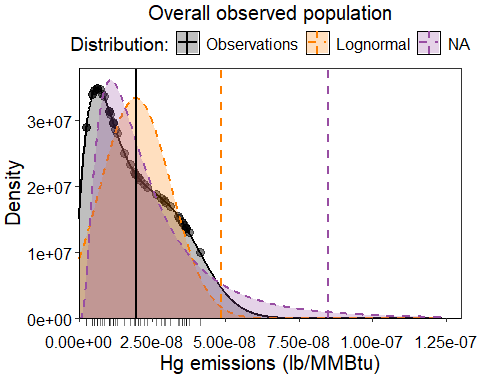 Overall observed population
Distribution: Observations Lognormal NA
Density
3e+07
2e+07
1e+07
0e+00
0.00e+00 2.50e-08 5.00e-08 7.50e-08 1.00e-07 1.25e-07
Hg emissions (lb/MMBtu)